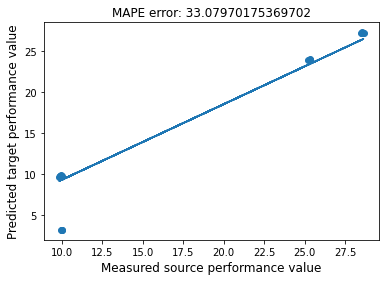 MAPE error: 33.07970175369702
Predicted target performance value
25
20
15
10
5
10.0 12.5 15.0 17.5 20.0 22.5 25.0 27.5
Measured source performance value